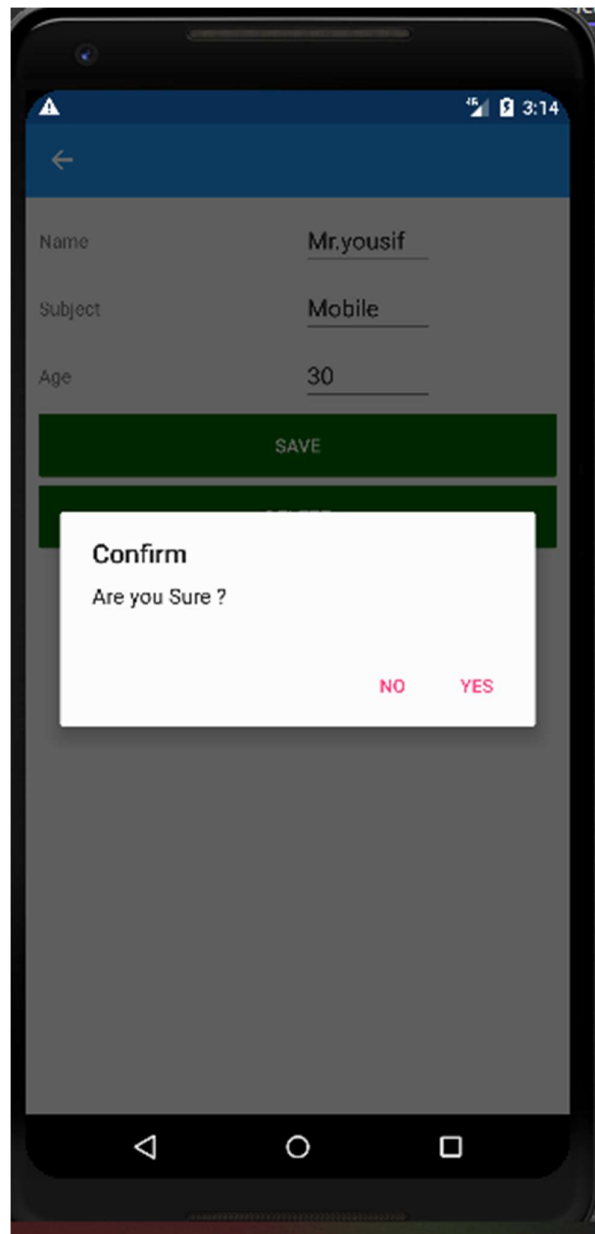 3:14
Name Mr.yousif
Subject Mobile
Age 30
SAVE
Confirm
Are you Sure ?
NO YES